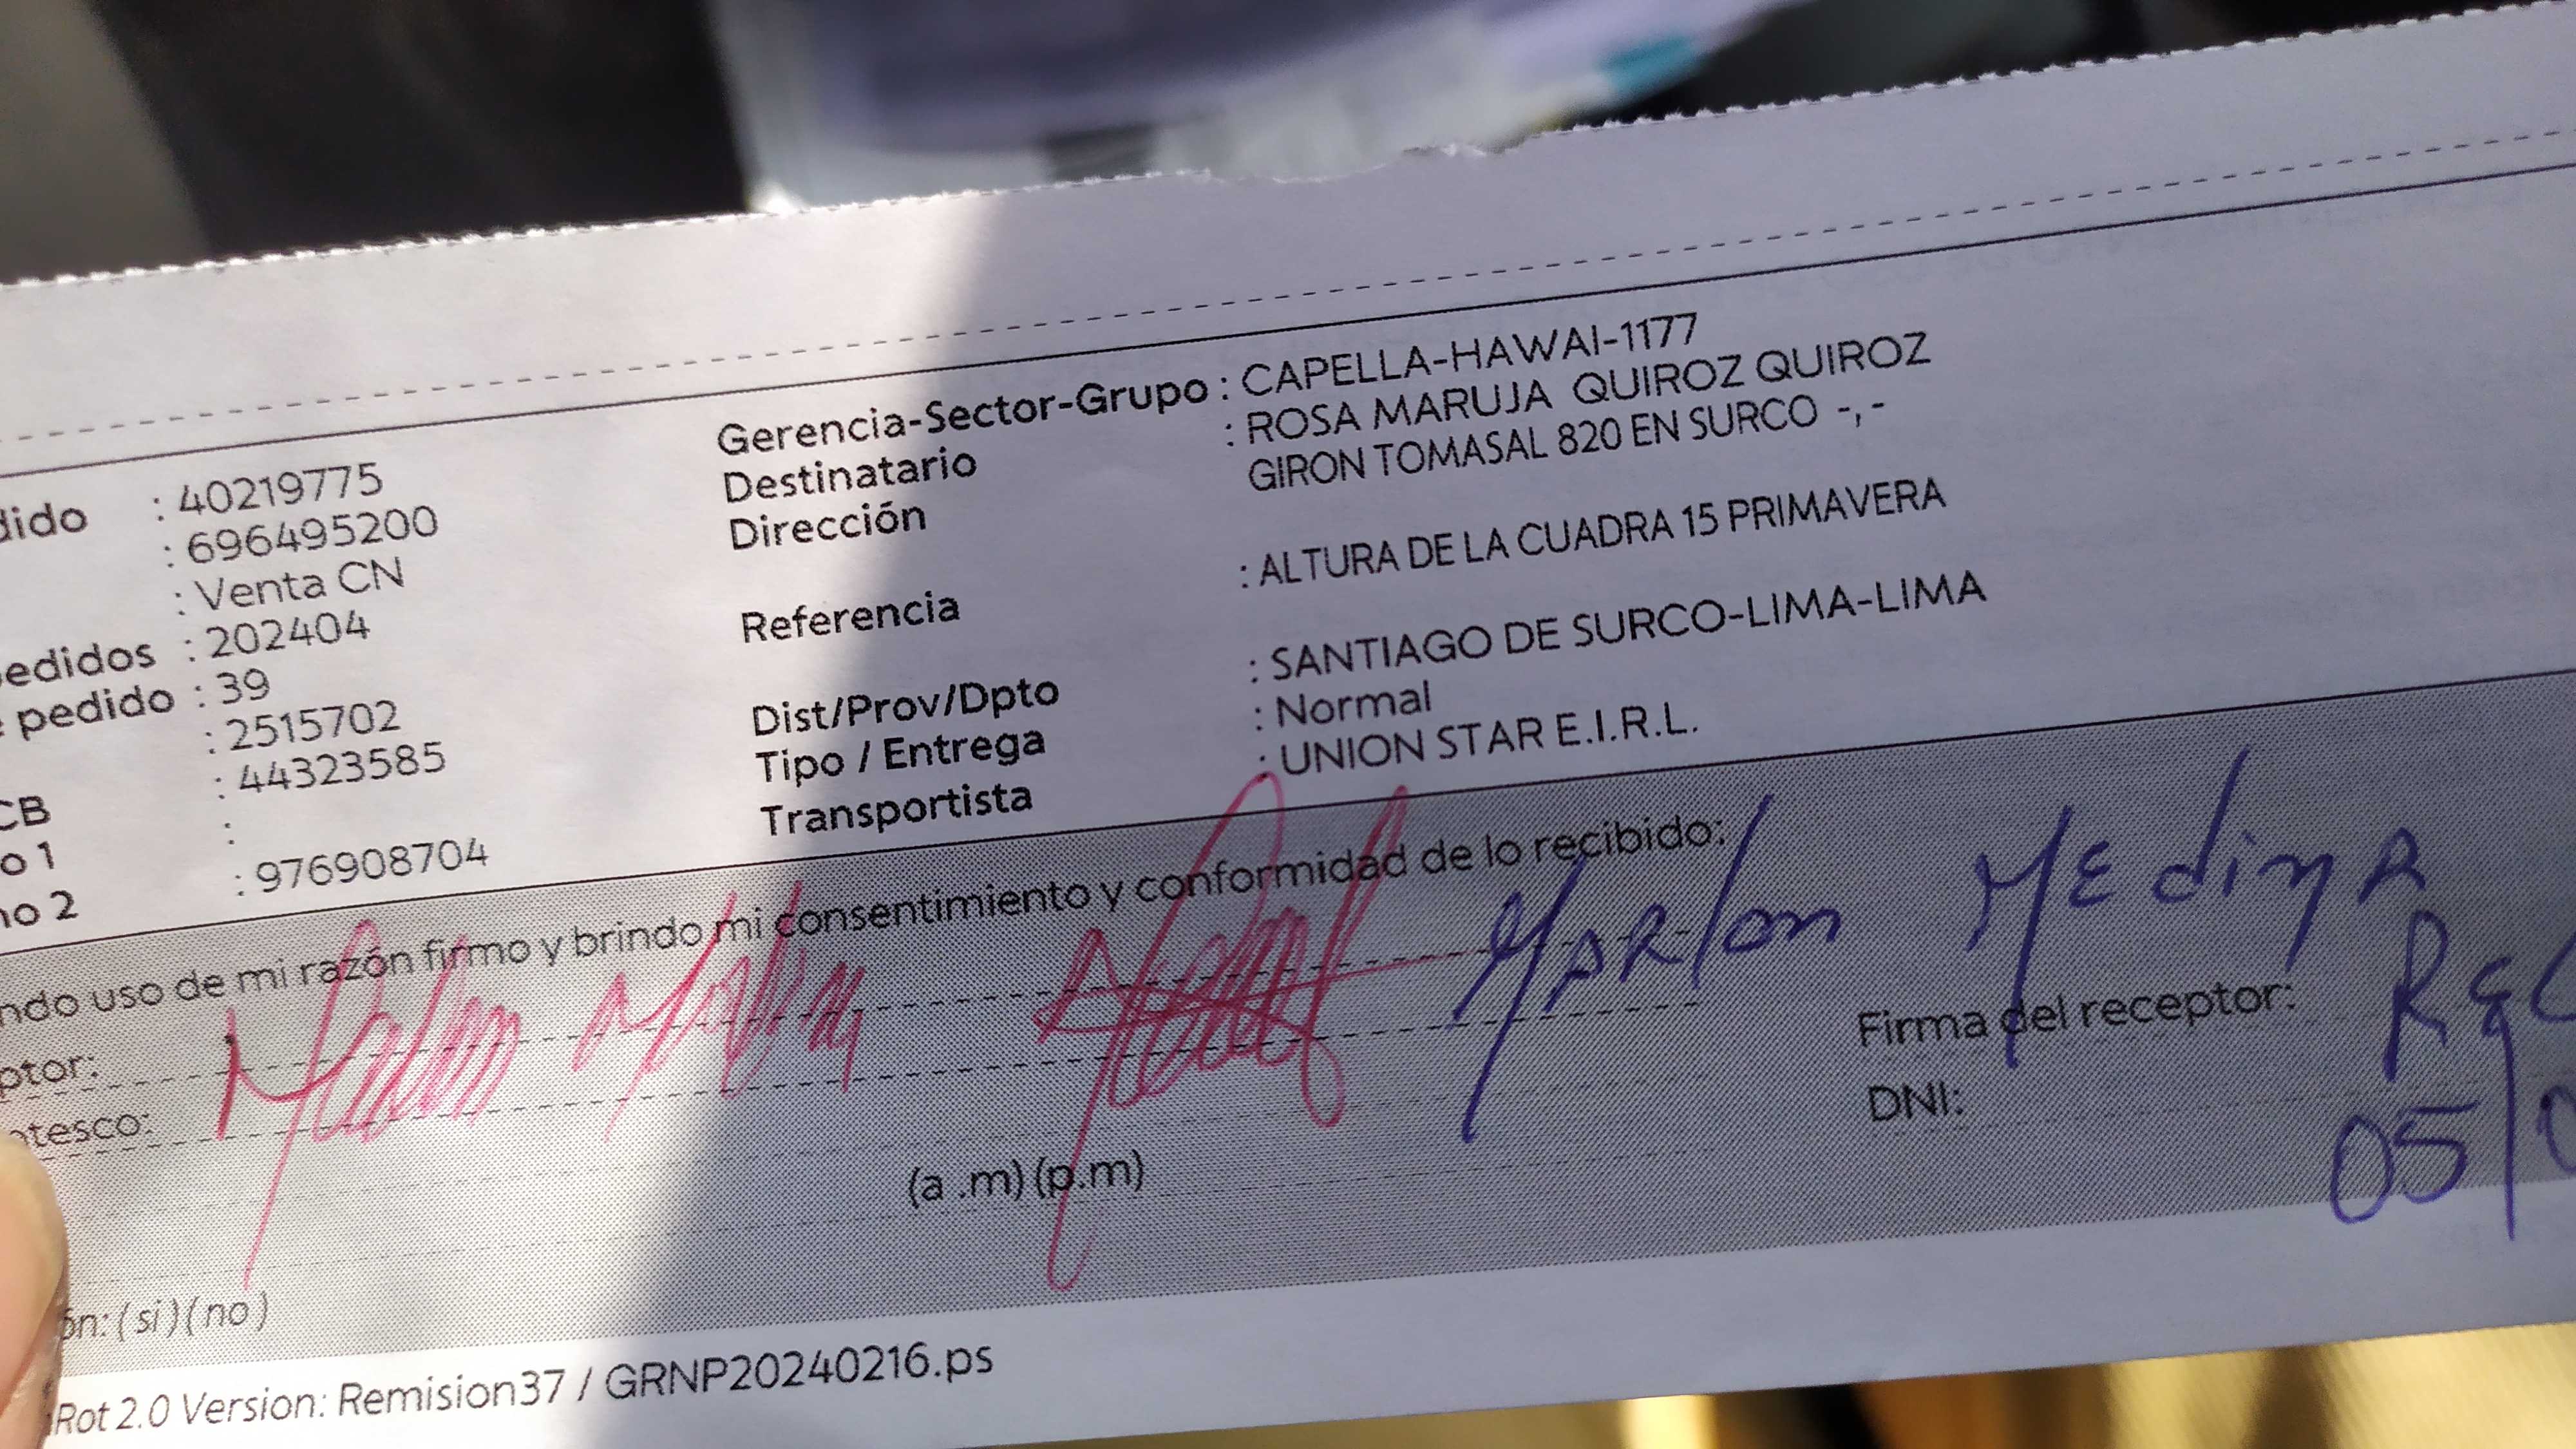 dido : 40219775
: 696495200
: Venta CN
pedidos : 202404
pedido : 39
: 2515702
CB : 44323585
o 1 :
no 2 : 976908704
Gerencia-Sector-Grupo : CAPELLA-HAWAI-1177
Destinatario : ROSA MARUJA QUIROZ QUIROZ
Dirección GIRON TOMASAL 820 EN SURCO -, -
Referencia : ALTURA DE LA CUADRA 15 PRIMAVERA
Dist/Prov/Dpto : SANTIAGO DE SURCO-LIMA-LIMA
Tipo / Entrega : Normal
Transportista : UNION STAR E.I.R.L.
ndo uso de mi razón firmo y brindo mi consentimiento y conformidad de lo recibido:
ptor: Marlon Medina
Firma del receptor:
ntesco:
DNI:
05/0
(a .m) (p.m)
ón: ( si ) ( no )
Rot 2.0 Version: Remision37 / GRNP20240216.ps